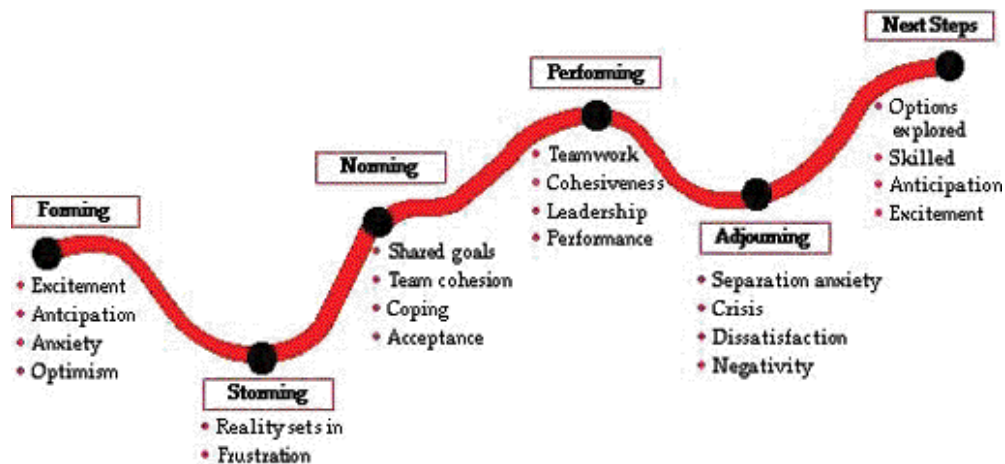 Forming
• Excitement
• Antcipation
• Anxiety
• Optimism
Storming
• Reality sets in
• Frustration
Norming
• Shared goals
• Team cohesion
• Coping
• Acceptance
Performing
• Teamwork
• Cohesiveness
• Leadership
• Performance
Adjourning
• Separation anxiety
• Crisis
• Dissatisfaction
• Negativity
Next Steps
• Options
explored
• Skilled
• Anticipation
• Excitement